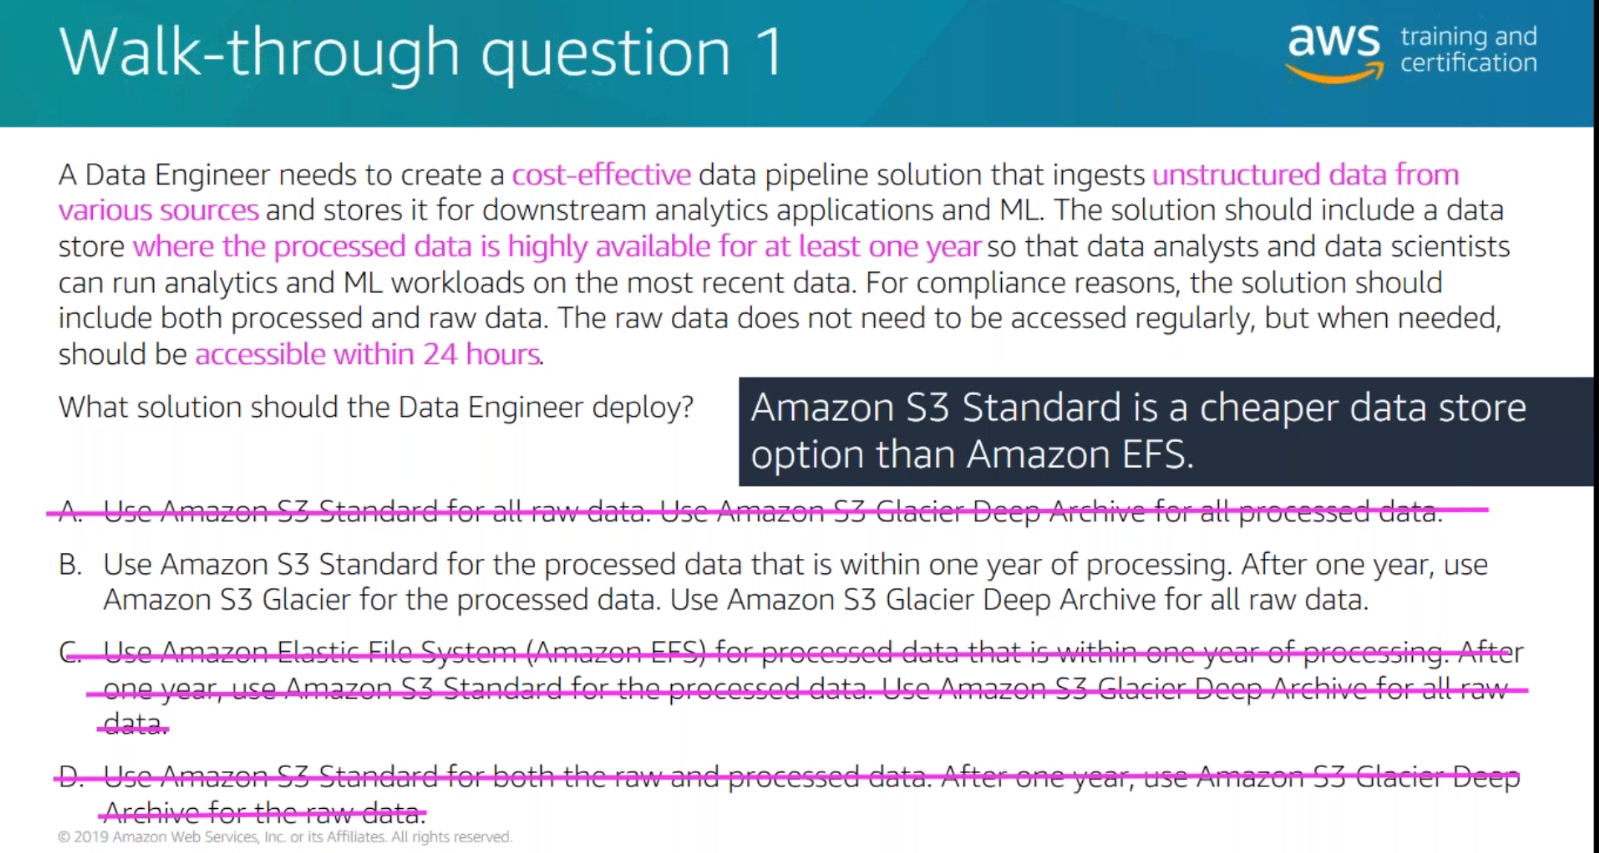 Walk-through question 1
aws training and
certification
A Data Engineer needs to create a cost-effective data pipeline solution that ingests unstructured data from
various sources and stores it for downstream analytics applications and ML. The solution should include a data
store where the processed data is highly available for at least one year so that data analysts and data scientists
can run analytics and ML workloads on the most recent data. For compliance reasons, the solution should
include both processed and raw data. The raw data does not need to be accessed regularly, but when needed,
should be accessible within 24 hours.
What solution should the Data Engineer deploy?
Amazon S3 Standard is a cheaper data store
option than Amazon EFS.
A. Use Amazon S3 Standard for all raw data. Use Amazon S3 Glacier Deep Archive for all processed data.
B. Use Amazon S3 Standard for the processed data that is within one year of processing. After one year, use
Amazon S3 Glacier for the processed data. Use Amazon S3 Glacier Deep Archive for all raw data.
C. Use Amazon Elastic File System (Amazon EFS) for processed data that is within one year of processing. After
one year, use Amazon S3 Standard for the processed data. Use Amazon S3 Glacier Deep Archive for all raw
data.
D. Use Amazon S3 Standard for both the raw and processed data. After one year, use Amazon S3 Glacier Deep
Archive for the raw data.
© 2019 Amazon Web Services, Inc. or its Affiliates. All rights reserved.